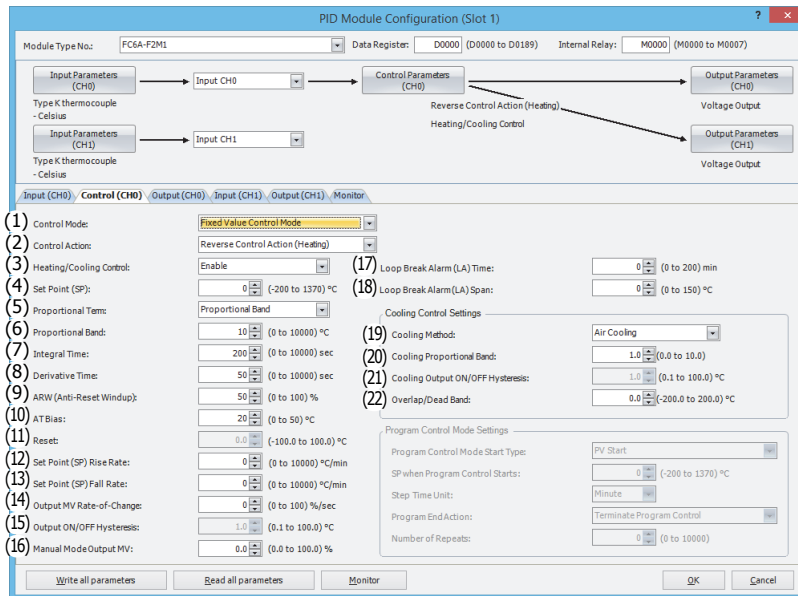 PID Module Configuration (Slot 1)
? ×
Module Type No.: FC6A-F2M1 Data Register: D0000 (D0000 to D0189) Internal Relay: M0000 (M0000 to M0007)
Input Parameters (CH0)
Input CH0
Control Parameters (CH0)
Output Parameters (CH0)
Type K thermocouple
- Celsius
Reverse Control Action (Heating)
Heating/Cooling Control
Voltage Output
Input Parameters (CH1)
Input CH1
Output Parameters (CH1)
Type K thermocouple
- Celsius
Voltage Output
Input (CH0) Control (CH0) Output (CH0) Input (CH1) Output (CH1) Monitor
(1) Control Mode: Fixed Value Control Mode
(2) Control Action: Reverse Control Action (Heating)
(3) Heating/Cooling Control: Enable
(4) Set Point (SP): 0 (-200 to 1370) °C
(5) Proportional Term: Proportional Band
(6) Proportional Band: 10 (0 to 10000) °C
(7) Integral Time: 200 (0 to 10000) sec
(8) Derivative Time: 50 (0 to 10000) sec
(9) ARW (Anti-Reset Windup): 50 (0 to 100) %
(10) AT Bias: 20 (0 to 50) °C
(11) Reset: 0.0 (-100.0 to 100.0) °C
(12) Set Point (SP) Rise Rate: 0 (0 to 10000) °C/min
(13) Set Point (SP) Fall Rate: 0 (0 to 10000) °C/min
(14) Output MV Rate-of-Change: 0 (0 to 100) %/sec
(15) Output ON/OFF Hysteresis: 1.0 (0.1 to 100.0) °C
(16) Manual Mode Output MV: 0.0 (0.0 to 100.0) %
(17) Loop Break Alarm (LA) Time: 0 (0 to 200) min
(18) Loop Break Alarm (LA) Span: 0 (0 to 150) °C
Cooling Control Settings
(19) Cooling Method: Air Cooling
(20) Cooling Proportional Band: 1.0 (0.0 to 10.0)
(21) Cooling Output ON/OFF Hysteresis: 1.0 (0.1 to 100.0) °C
(22) Overlap/Dead Band: 0.0 (-200.0 to 200.0) °C
Program Control Mode Settings
Program Control Mode Start Type: PV Start
SP when Program Control Starts: 0 (-200 to 1370) °C
Step Time Unit: Minute
Program End Action: Terminate Program Control
Number of Repeats: 0 (0 to 10000)
Write all parameters Read all parameters Monitor OK Cancel